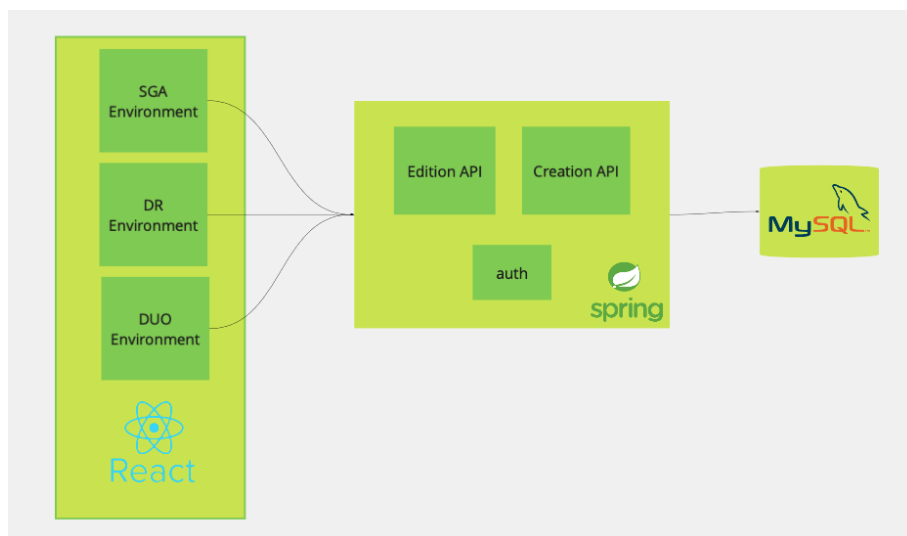 SGA
Environment
DR
Environment
DUO
Environment
React
Edition API
Creation API
auth
spring
MySQL